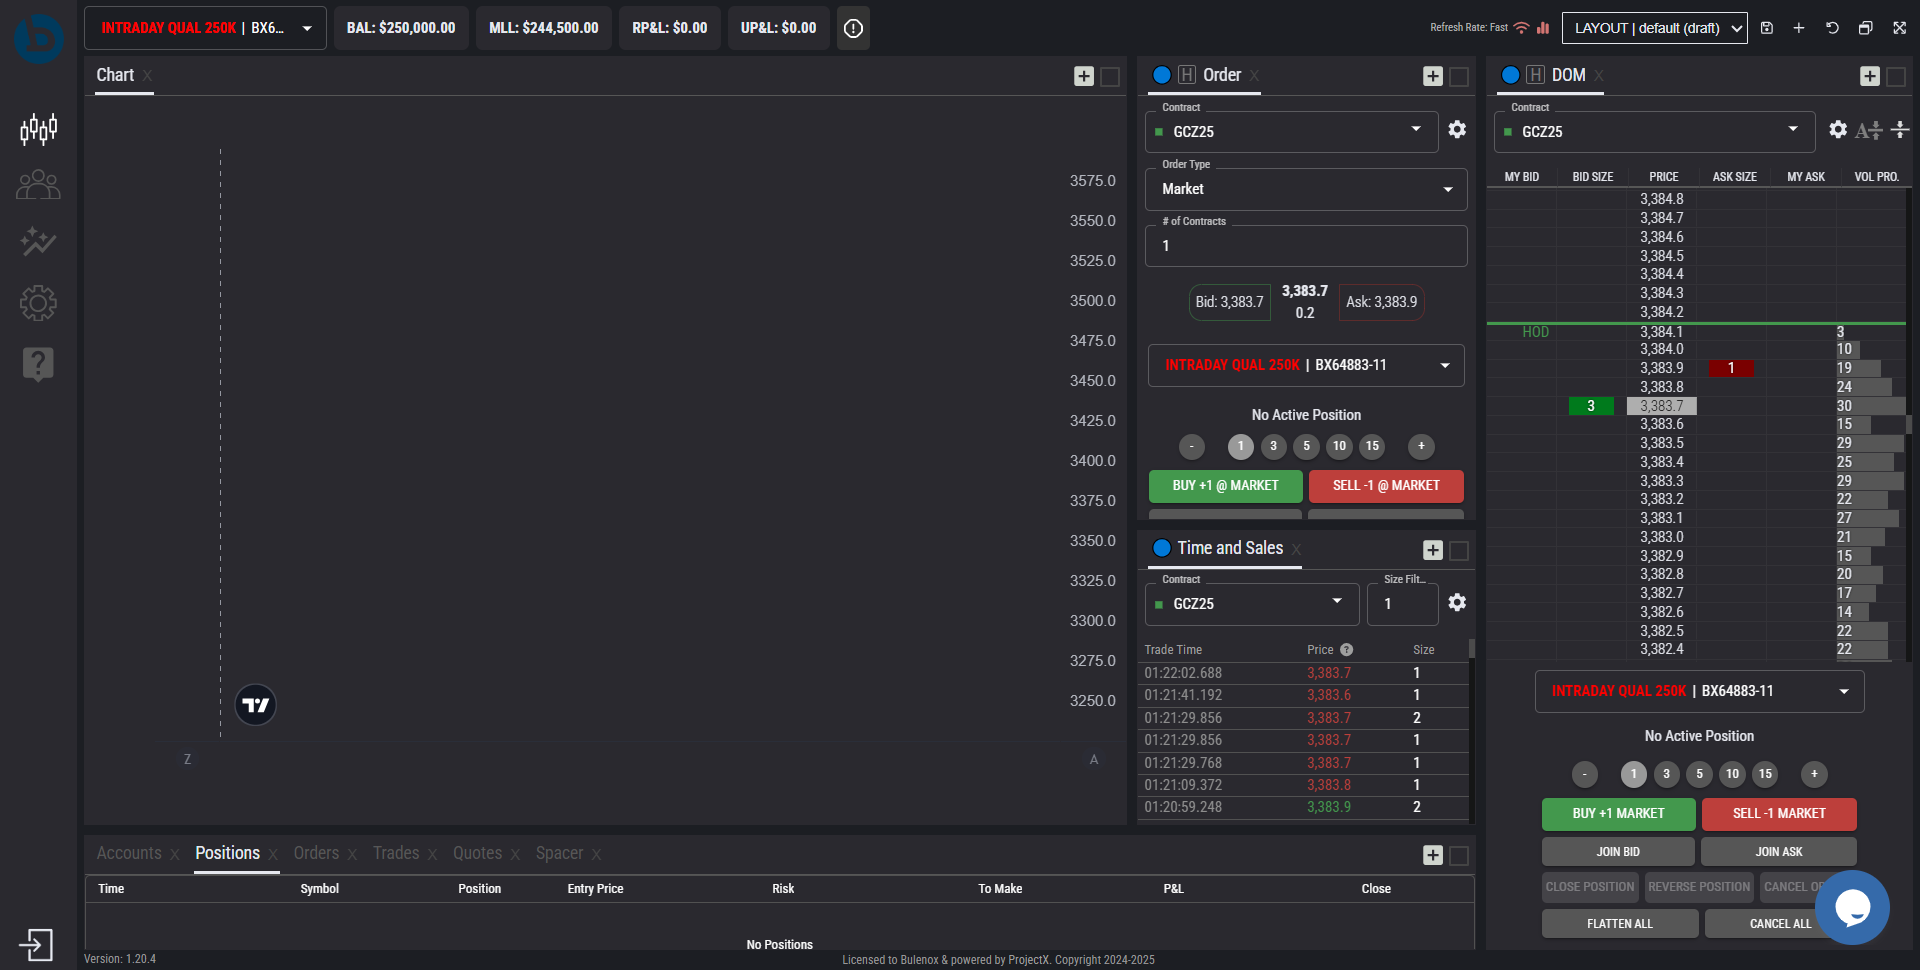 INTRADAY QUAL 250K | BX6...
BAL: $250,000.00
MLL: $244,500.00
RP&L: $0.00
UP&L: $0.00
Refresh Rate: Fast
LAYOUT | default (draft)
Chart X
3575.0
3550.0
3525.0
3500.0
3475.0
3450.0
3425.0
3400.0
3375.0
3350.0
3325.0
3300.0
3275.0
3250.0
Z
A
H Order X
Contract
GCZ25
Order Type
Market
# of Contracts
1
Bid: 3,383.7
3,383.7
0.2
Ask: 3,383.9
INTRADAY QUAL 250K | BX64883-11
No Active Position
- 1 3 5 10 15 +
BUY +1 @ MARKET
SELL -1 @ MARKET
Time and Sales X
Contract
GCZ25
Size Filt...
1
Trade Time Price ? Size
01:22:02.688 3,383.7 1
01:21:41.192 3,383.6 1
01:21:29.856 3,383.7 2
01:21:29.856 3,383.7 1
01:21:29.768 3,383.7 1
01:21:09.372 3,383.8 1
01:20:59.248 3,383.9 2
H DOM X
Contract
GCZ25
A
MY BID BID SIZE PRICE ASK SIZE MY ASK VOL PRO.
3,384.8
3,384.7
3,384.6
3,384.5
3,384.4
3,384.3
3,384.2
HOD 3,384.1 3
3,384.0 10
3,383.9 1 19
3,383.8 24
3 3,383.7 30
3,383.6 15
3,383.5 29
3,383.4 25
3,383.3 29
3,383.2 22
3,383.1 27
3,383.0 21
3,382.9 15
3,382.8 20
3,382.7 17
3,382.6 14
3,382.5 22
3,382.4 22
INTRADAY QUAL 250K | BX64883-11
No Active Position
- 1 3 5 10 15 +
BUY +1 MARKET
SELL -1 MARKET
JOIN BID
JOIN ASK
CLOSE POSITION
REVERSE POSITION
CANCEL
FLATTEN ALL
CANCEL ALL
Accounts X Positions X Orders X Trades X Quotes X Spacer X
Time Symbol Position Entry Price Risk To Make P&L Close
No Positions
Version: 1.20.4
Licensed to Bulenox & powered by ProjectX. Copyright 2024-2025